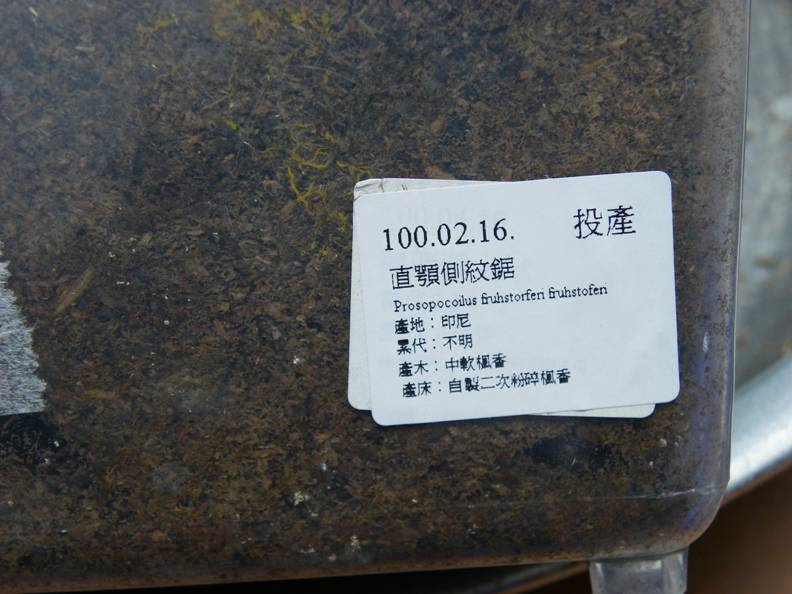 100.02.16. 投產
直顎側紋鋸
Prosopocoilus fruhstorferi fruhstoferi
產地：印尼
累代：不明
產木：中軟楓香
產床：自製二次粉碎楓香